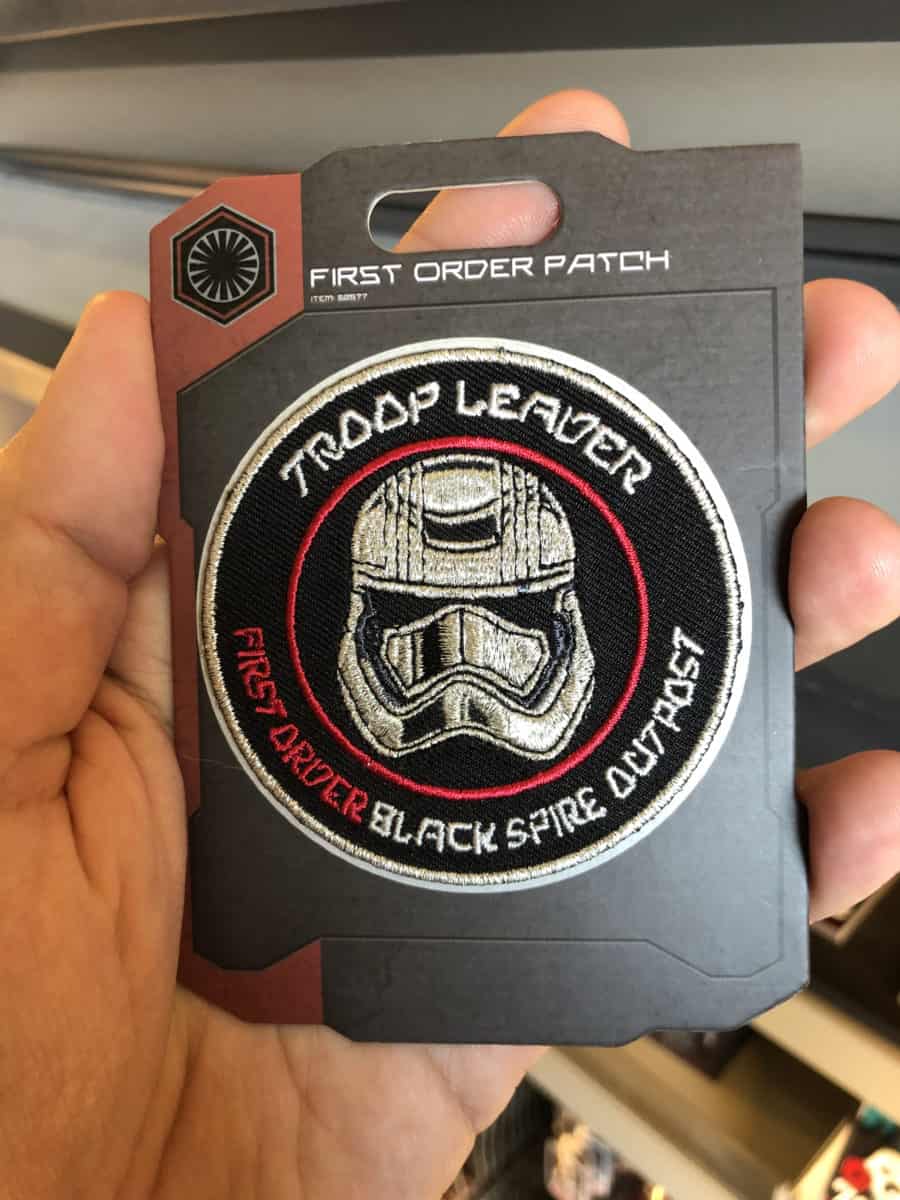 FIRST ORDER PATCH
TROOP LEADER
FIRST ORDER BLACK SPIRE OUTPOST